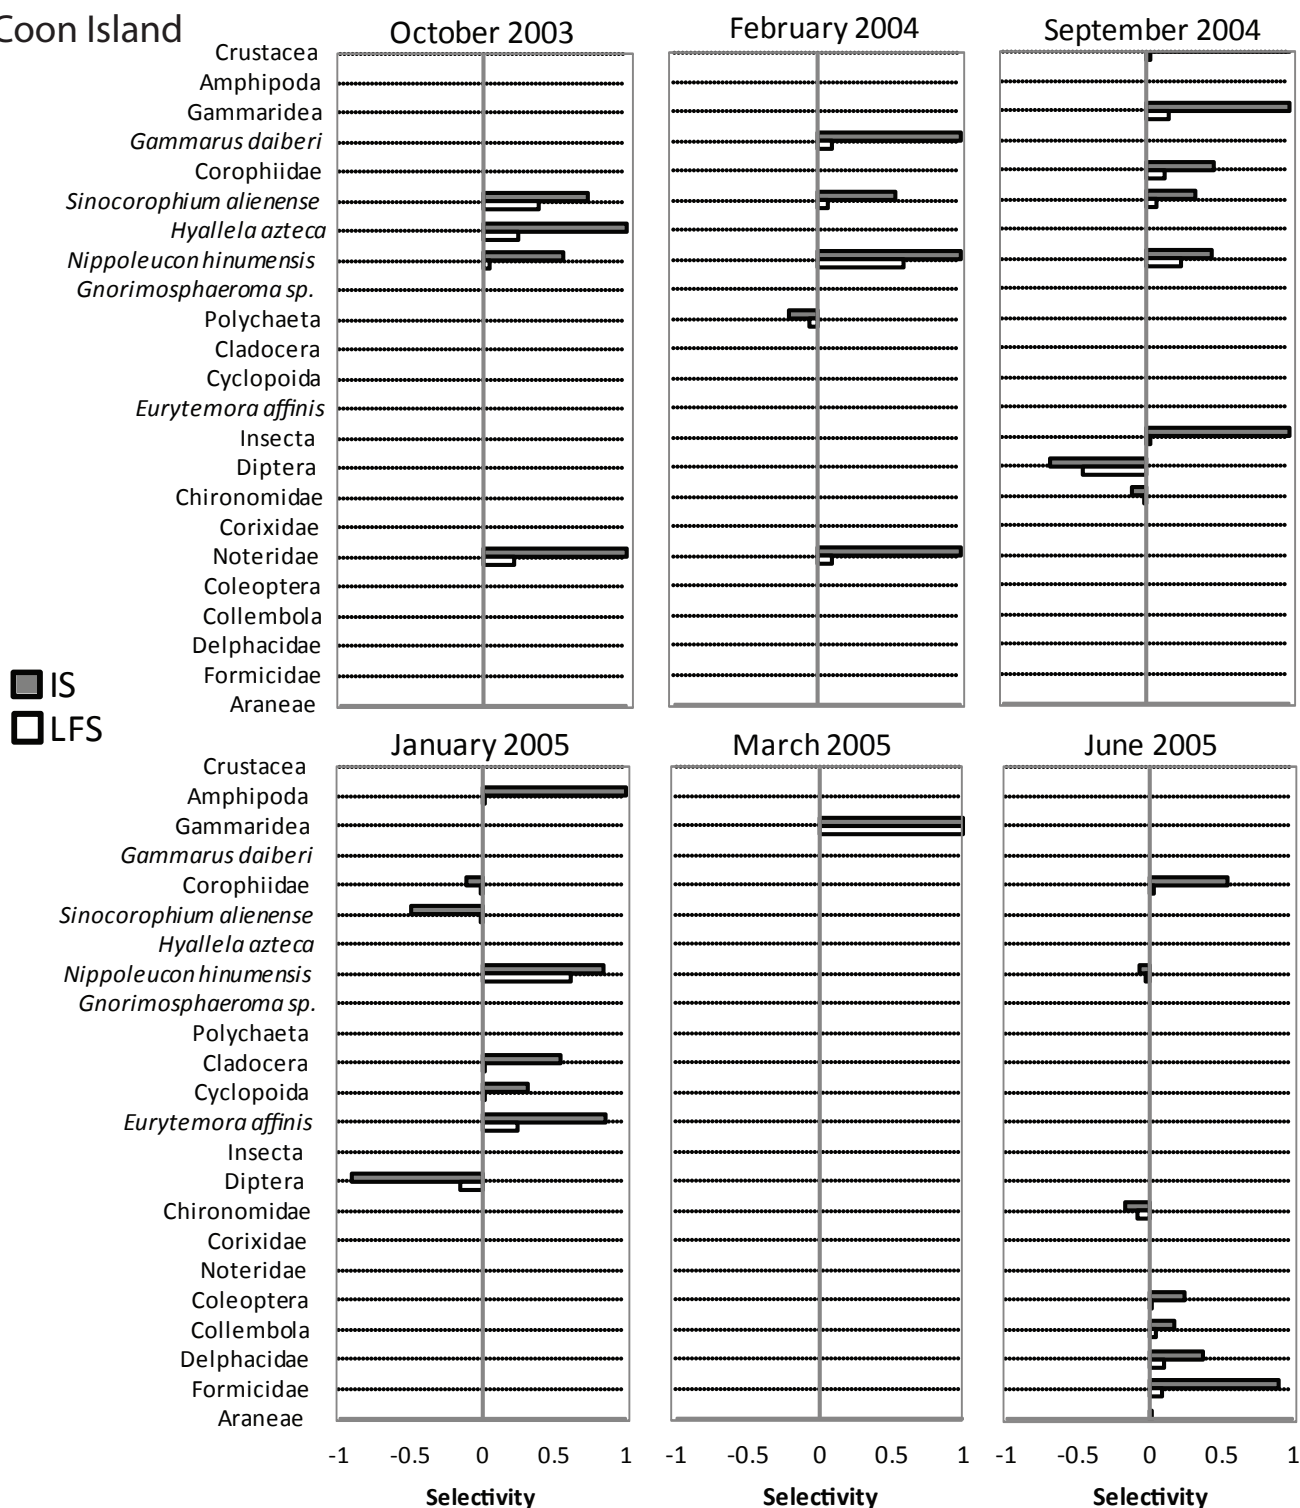 Coon Island
October 2003
February 2004
September 2004
Crustacea
Amphipoda
Gammaridea
Gammarus daiberi
Corophiidae
Sinocorophium alienense
Hyallela azteca
Nippoleucon hinumensis
Gnorimosphaeroma sp.
Polychaeta
Cladocera
Cyclopoida
Eurytemora affinis
Insecta
Diptera
Chironomidae
Corixidae
Noteridae
Coleoptera
Collembola
Delphacidae
Formicidae
Araneae
IS
LFS
January 2005
March 2005
June 2005
Crustacea
Amphipoda
Gammaridea
Gammarus daiberi
Corophiidae
Sinocorophium alienense
Hyallela azteca
Nippoleucon hinumensis
Gnorimosphaeroma sp.
Polychaeta
Cladocera
Cyclopoida
Eurytemora affinis
Insecta
Diptera
Chironomidae
Corixidae
Noteridae
Coleoptera
Collembola
Delphacidae
Formicidae
Araneae
-1 -0.5 0 0.5 1
-1 -0.5 0 0.5 1
-1 -0.5 0 0.5 1
Selectivity
Selectivity
Selectivity